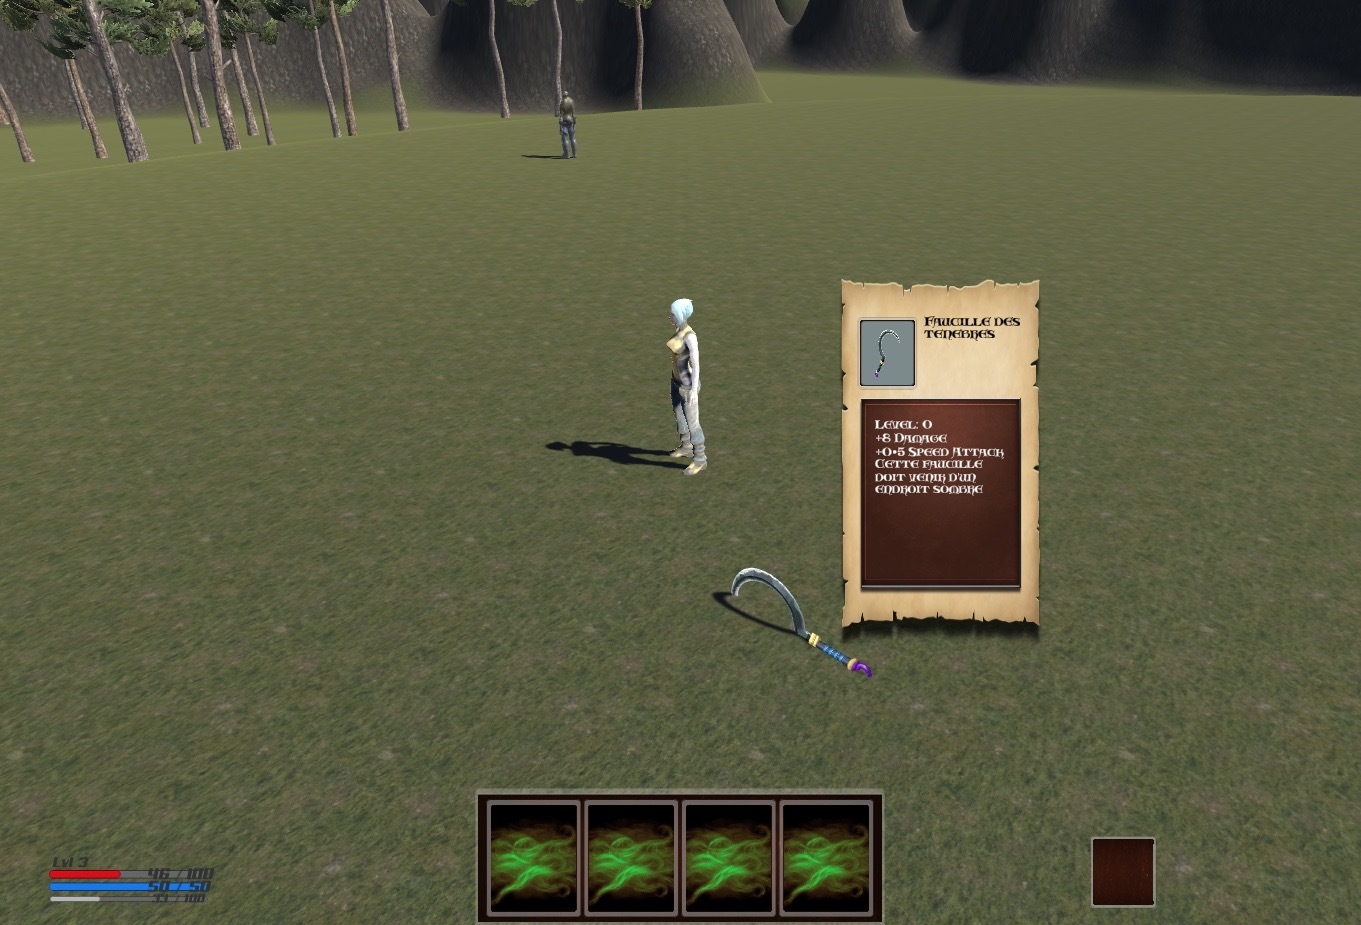 Faucille des
tenebres
Level: 0
+8 Damage
+0.5 Speed Attack
Cette faucille
doit venir d'un
endroit sombre
Lvl 3
46 / 100
50 / 50
/ 100